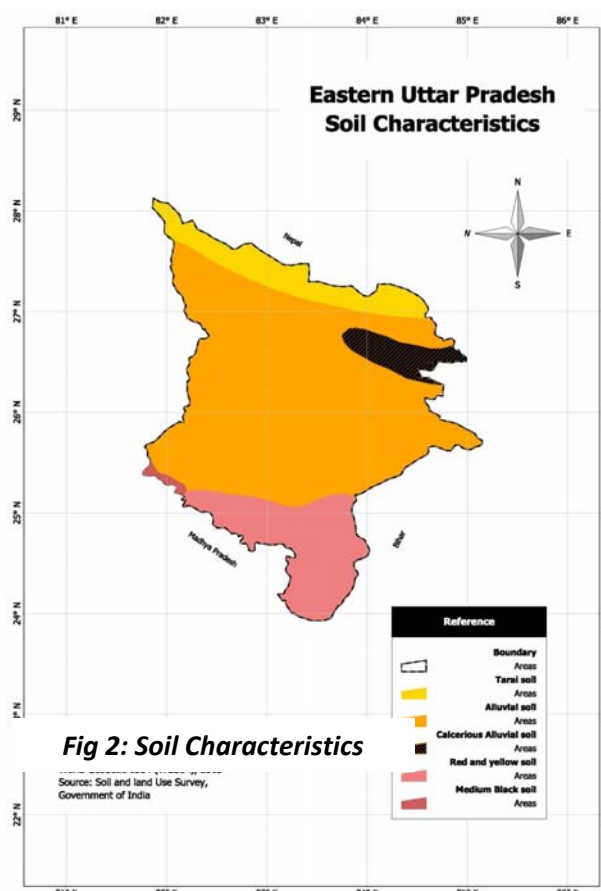 81° E 82° E 83° E 84° E 85° E 86° E
Eastern Uttar Pradesh
Soil Characteristics
29° N
28° N
27° N
26° N
25° N
24° N
22° N
N
E
S
Nepal
Madhya Pradesh
Bihar
Reference
Boundary
Areas
Tarai soil
Areas
Alluvial soil
Areas
Calcerious Alluvial soil
Areas
Red and yellow soil
Areas
Medium Black soil
Areas
Fig 2: Soil Characteristics
Source: Soil and land Use Survey,
Government of India